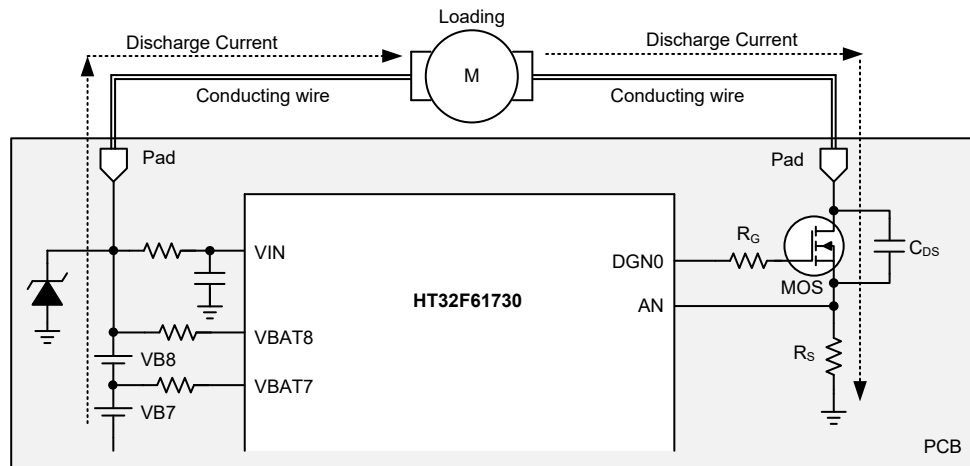 Loading
Discharge Current
Discharge Current
M
Conducting wire
Conducting wire
Pad
Pad
VIN
RG
DGN0
CDS
MOS
HT32F61730
AN
VBAT8
RS
VB8
VBAT7
VB7
PCB